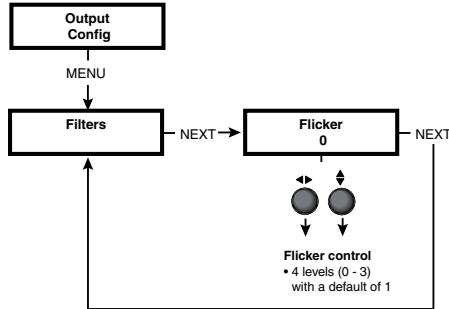 Output
Config
MENU
Filters
NEXT
Flicker
0
NEXT
Flicker control
• 4 levels (0 - 3)
with a default of 1